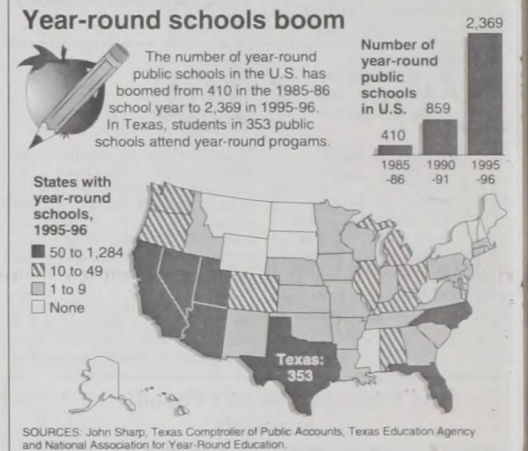 Year-round schools boom
The number of year-round
public schools in the U.S. has
boomed from 410 in the 1985-86
school year to 2,369 in 1995-96.
In Texas, students in 353 public
schools attend year-round progams.
Number of
year-round
public
schools
in U.S.
410
859
2,369
1985
-86
1990
-91
1995
-96
States with
year-round
schools,
1995-96
50 to 1,284
10 to 49
1 to 9
None
Texas:
353
SOURCES: John Sharp, Texas Comptroller of Public Accounts, Texas Education Agency
and National Association for Year-Round Education.